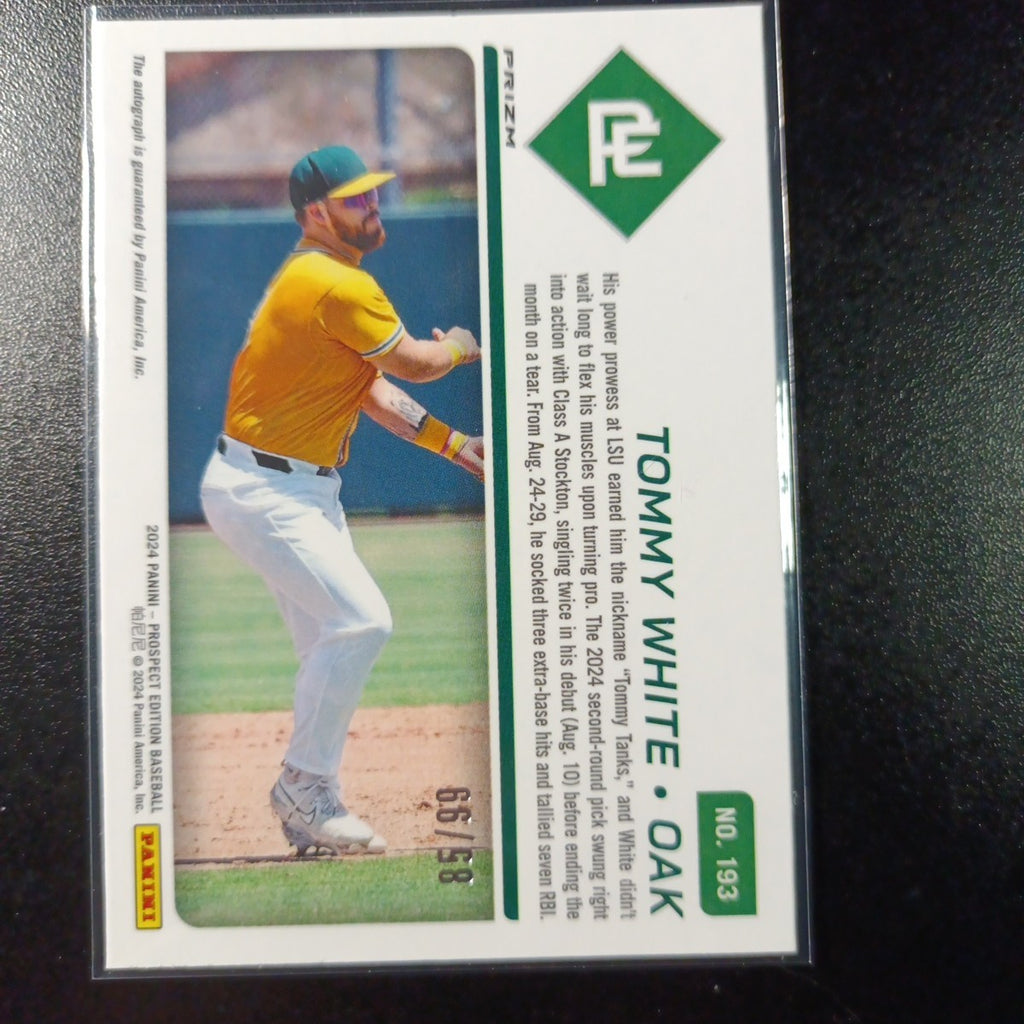 NO. 193
TOMMY WHITE • OAK
PE
His power prowess at LSU earned him the nickname “Tommy Tanks,” and White didn’t
wait long to flex his muscles upon turning pro. The 2024 second-round pick swung right
into action with Class A Stockton, singling twice in his debut (Aug. 10) before ending the
month on a tear. From Aug. 24-29, he socked three extra-base hits and tallied seven RBI.
PRIZM
85/99
The autograph is guaranteed by Panini America, Inc.
2024 PANINI – PROSPECT EDITION BASEBALL
帕尼尼 © 2024 Panini America, Inc.
PANINI